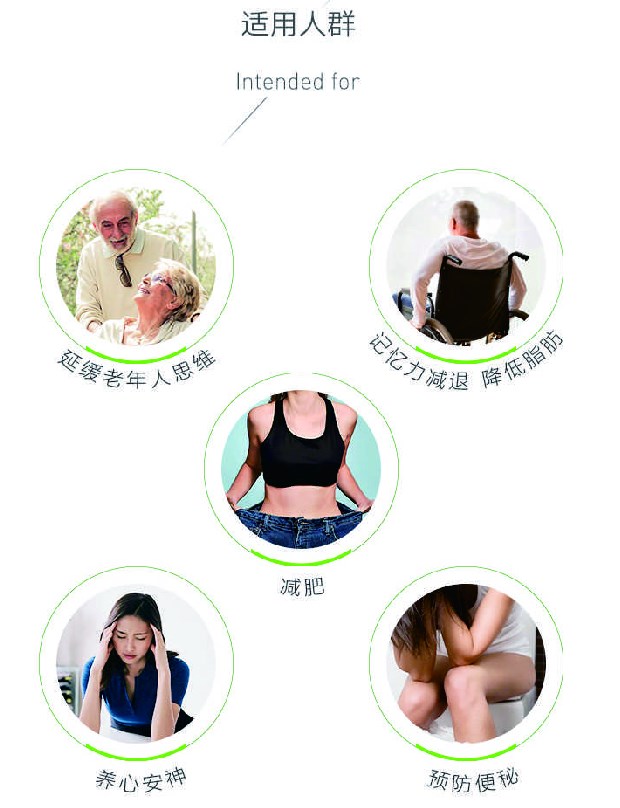 适用人群
Intended for
延缓老年人思维
记忆力减退 降低脂肪
减肥
养心安神
预防便秘